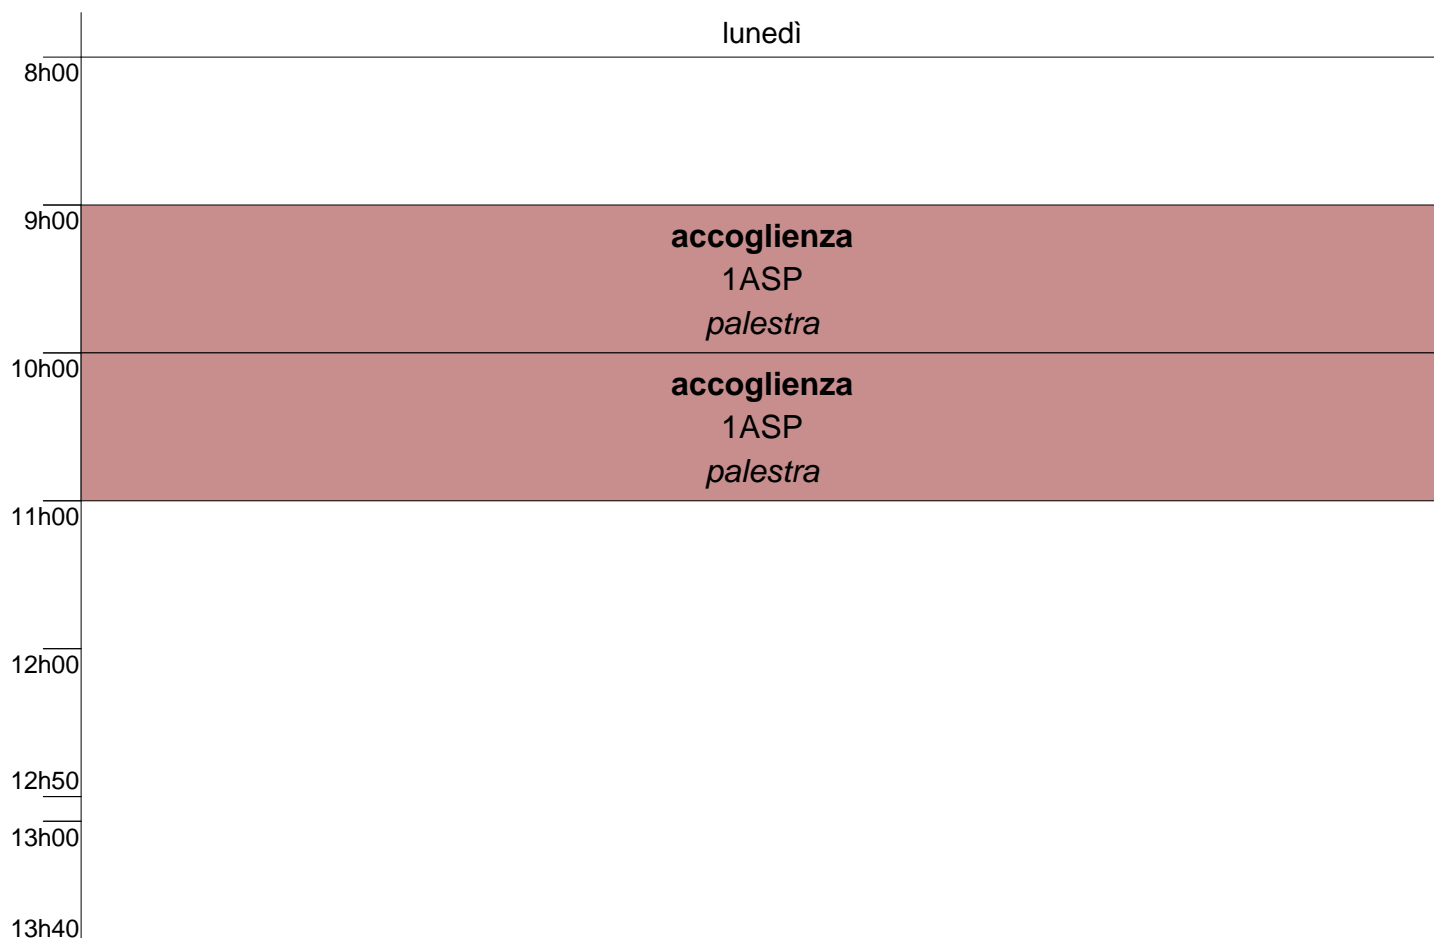 lunedì
8h00
9h00
accoglienza
1ASP
palestra
10h00
accoglienza
1ASP
palestra
11h00
12h00
12h50
13h00
13h40